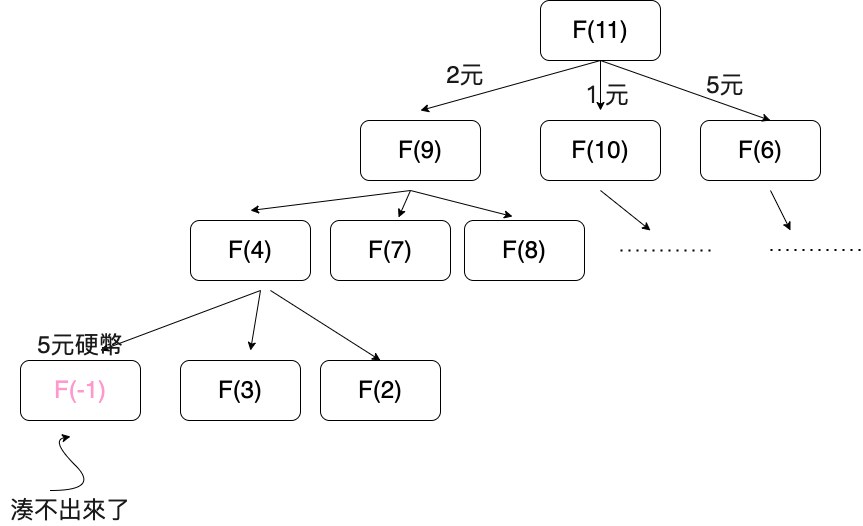 F(11)
2元
1元
5元
F(9)
F(10)
F(6)
F(4)
F(7)
F(8)
............
............
5元硬幣
F(-1)
F(3)
F(2)
湊不出來了